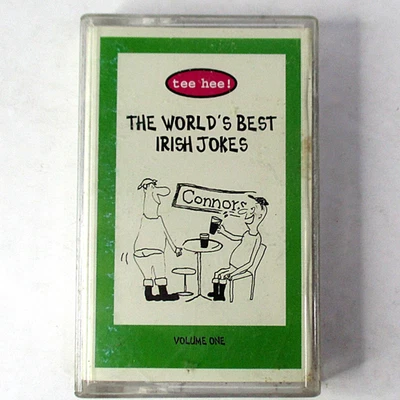 tee hee!
THE WORLD'S BEST
IRISH JOKES
Connors
VOLUME ONE